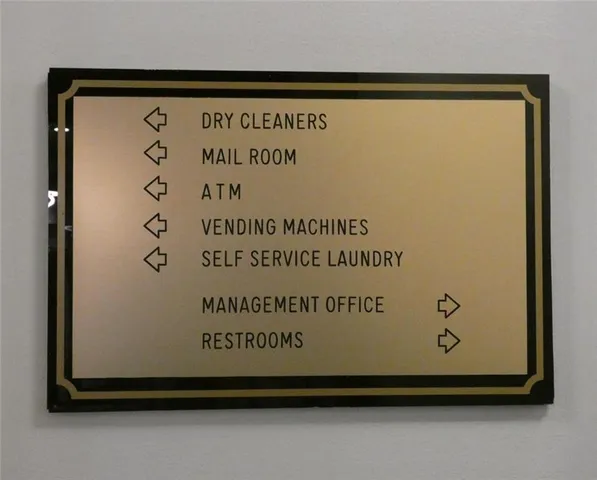 DRY CLEANERS
MAIL ROOM
ATM
VENDING MACHINES
SELF SERVICE LAUNDRY
MANAGEMENT OFFICE
RESTROOMS